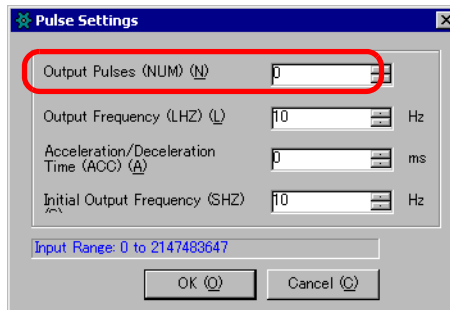 Pulse Settings
Output Pulses (NUM) (N)
0
Output Frequency (LHZ) (L)
10
Hz
Acceleration/Deceleration
Time (ACC) (A)
0
ms
Initial Output Frequency (SHZ)
10
Hz
Input Range: 0 to 2147483647
OK (O)
Cancel (C)